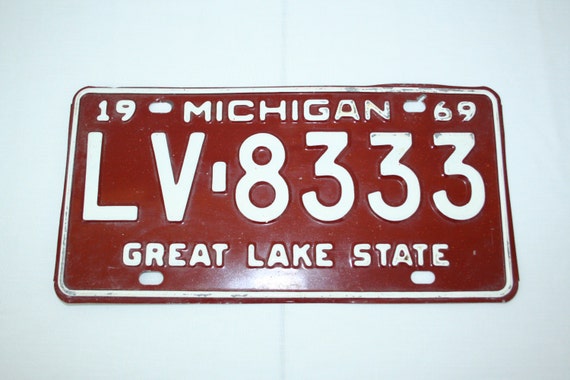 19 MICHIGAN 69
LV-8333
GREAT LAKE STATE